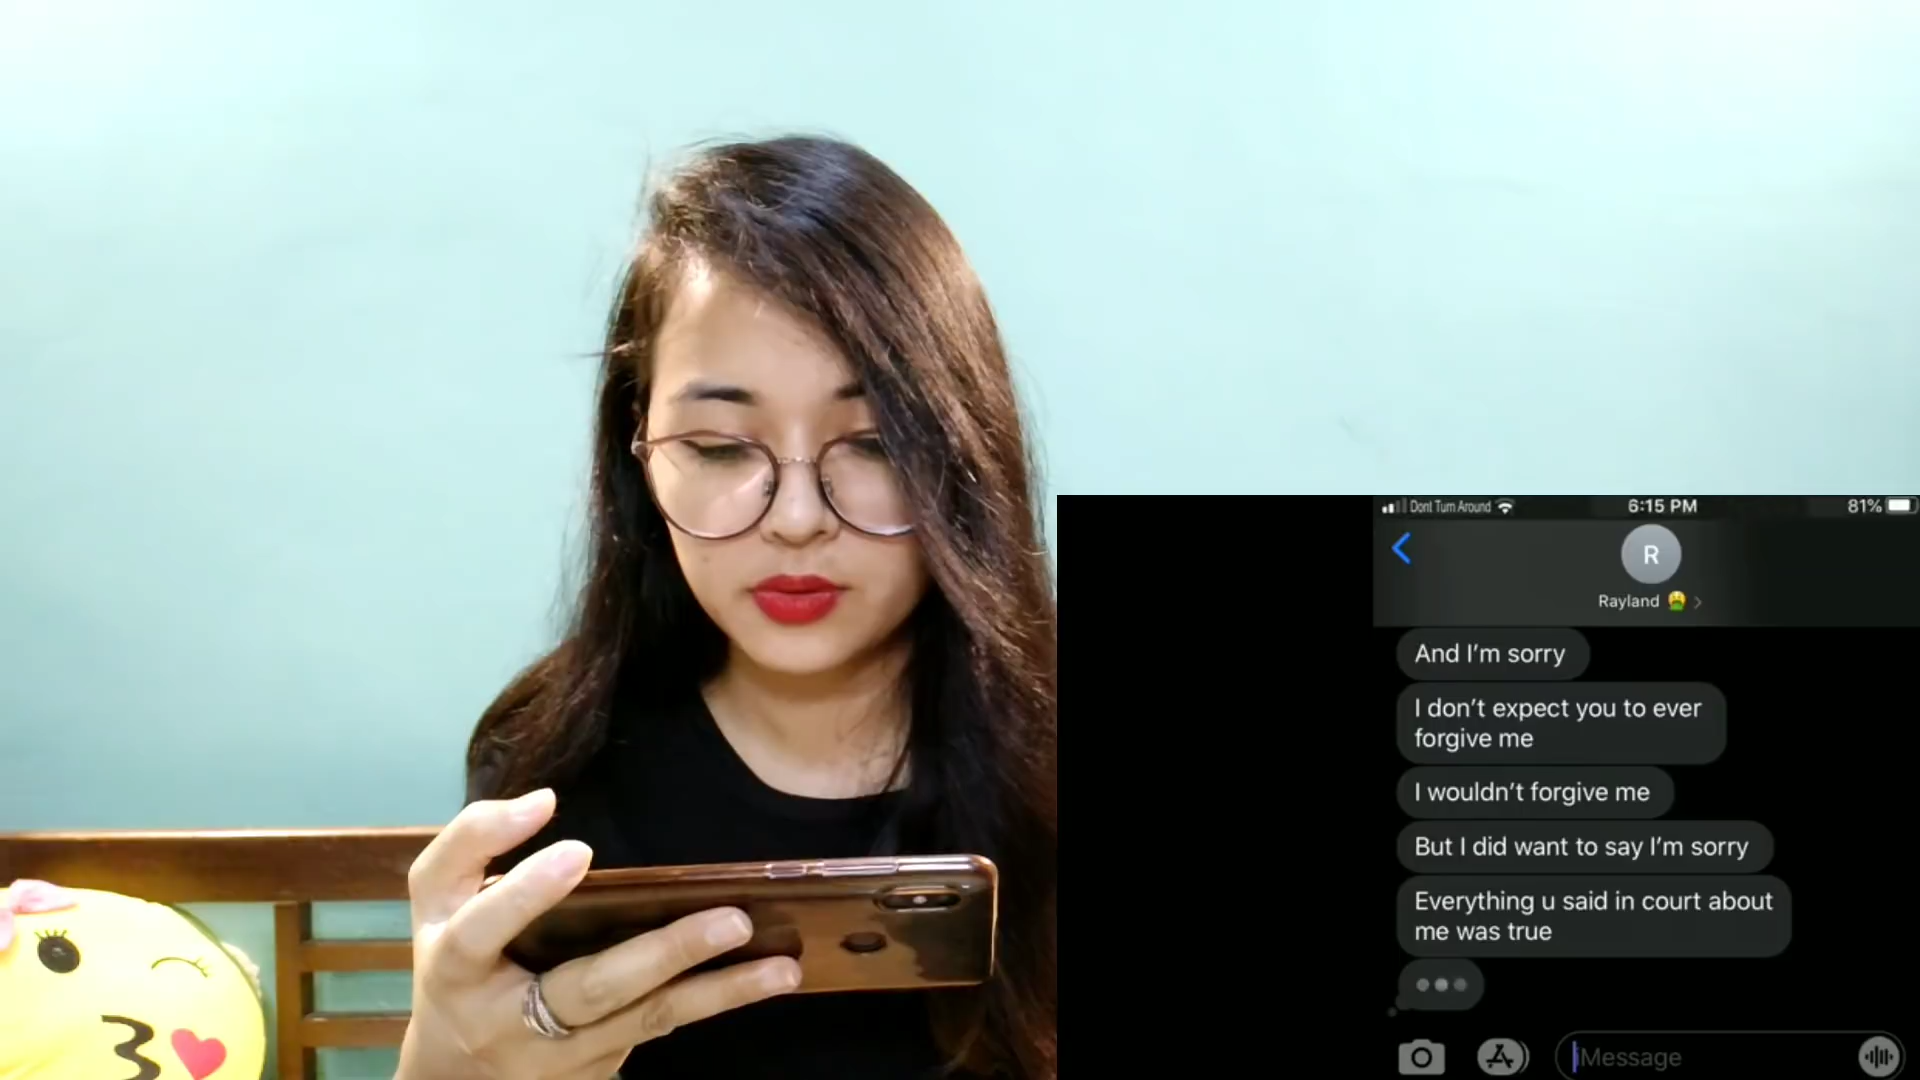 Dont Turn Around
6:15 PM
81%
R
Rayland
And I'm sorry
I don't expect you to ever
forgive me
I wouldn't forgive me
But I did want to say I'm sorry
Everything u said in court about
me was true
iMessage